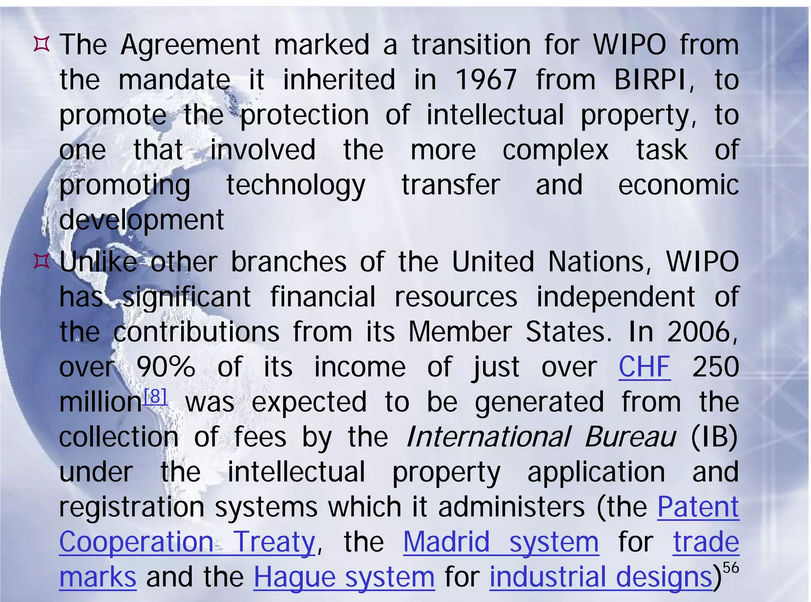 ¤ The Agreement marked a transition for WIPO from
the mandate it inherited in 1967 from BIRPI, to
promote the protection of intellectual property, to
one that involved the more complex task of
promoting technology transfer and economic
development
¤ Unlike other branches of the United Nations, WIPO
has significant financial resources independent of
the contributions from its Member States. In 2006,
over 90% of its income of just over CHF 250
million[8] was expected to be generated from the
collection of fees by the International Bureau (IB)
under the intellectual property application and
registration systems which it administers (the Patent
Cooperation Treaty, the Madrid system for trade
marks and the Hague system for industrial designs)56